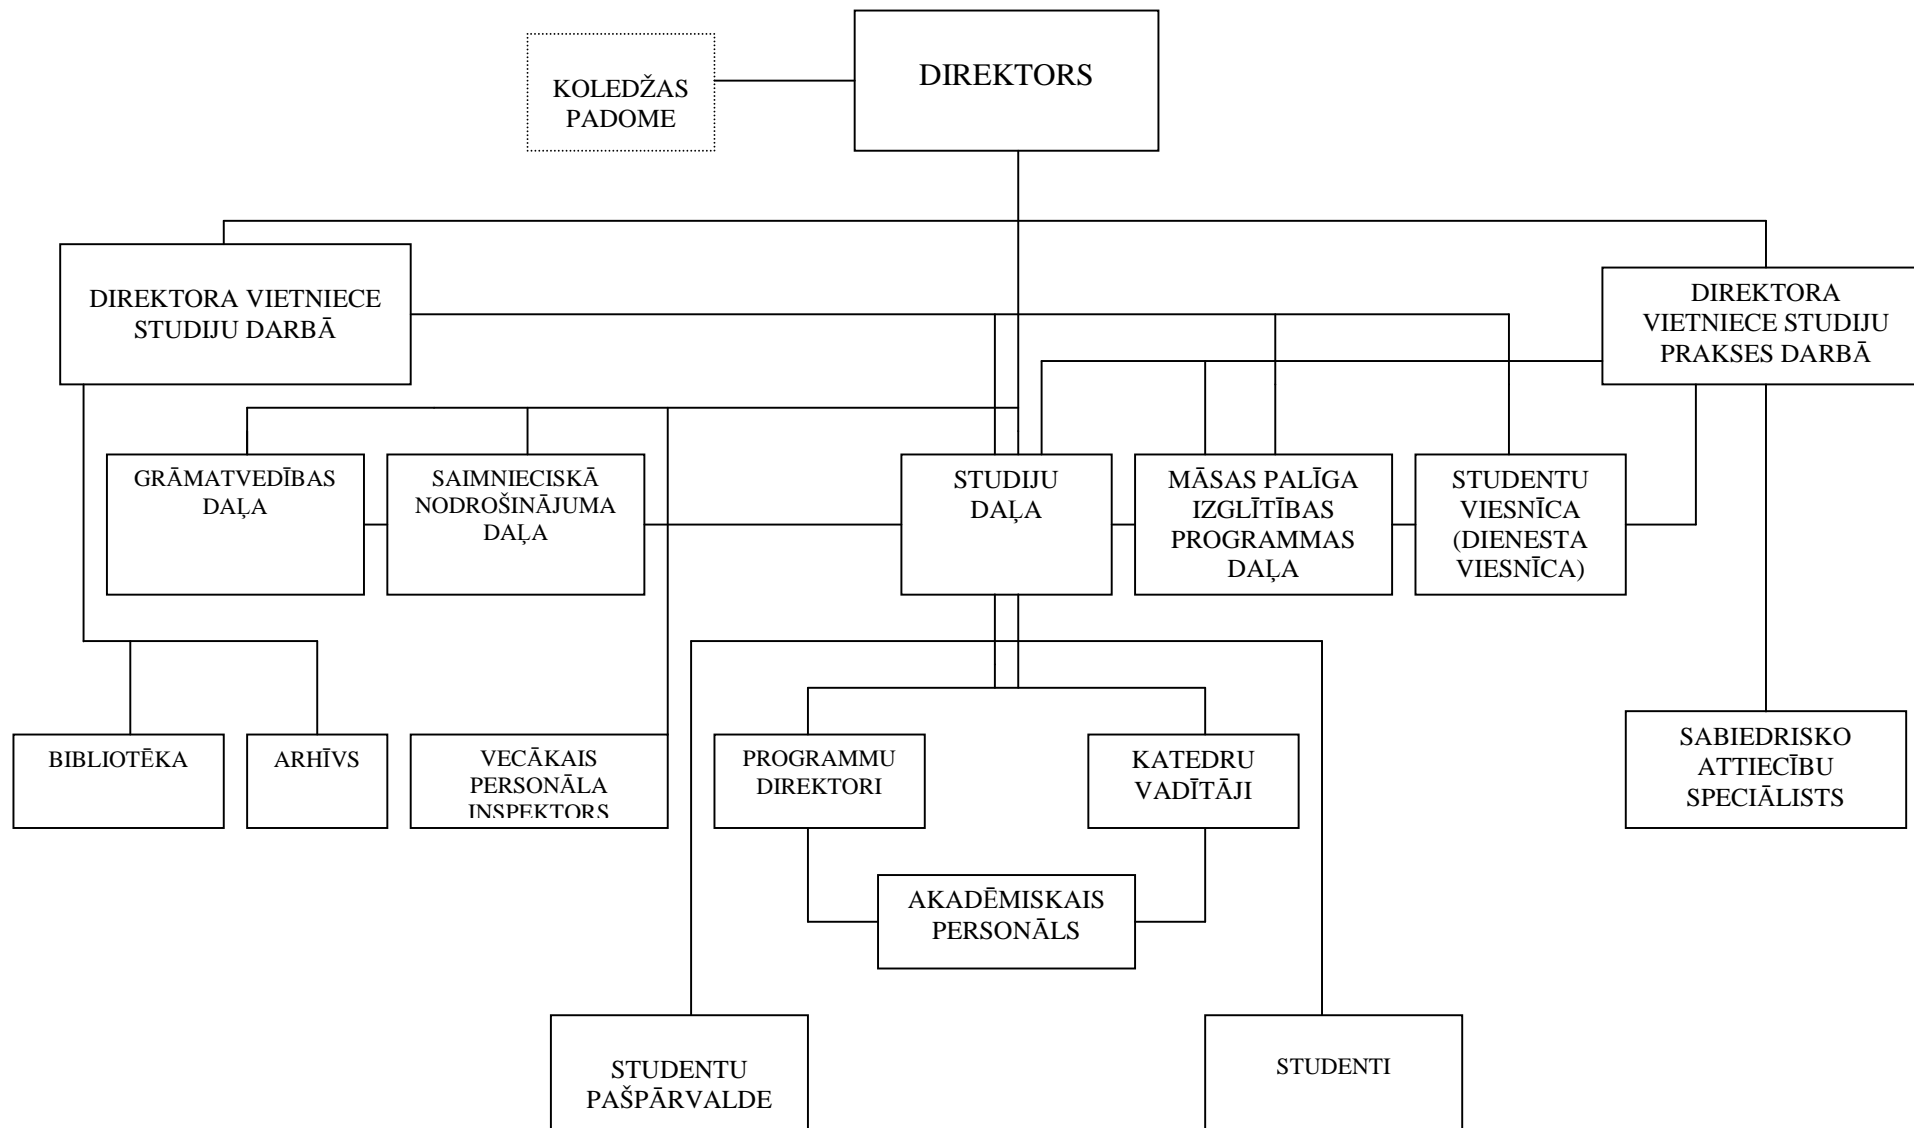 DIREKTORS
KOLEDŽAS
PADOME
DIREKTORA VIETNIECE
STUDIJU DARBĀ
DIREKTORA
VIETNIECE STUDIJU
PRAKSES DARBĀ
GRĀMATVEDĪBAS
DAĻA
SAIMNIECISKĀ
NODROŠINĀJUMA
DAĻA
STUDIJU
DAĻA
MĀSAS PALĪGA
IZGLĪTĪBAS
PROGRAMMAS
DAĻA
STUDENTU
VIESNĪCA
(DIENESTA
VIESNĪCA)
BIBLIOTĒKA
ARHĪVS
VECĀKAIS
PERSONĀLA
INSPEKTORS
PROGRAMMU
DIREKTORI
KATEDRU
VADĪTĀJI
SABIEDRISKO
ATTIECĪBU
SPECIĀLISTS
AKADĒMISKAIS
PERSONĀLS
STUDENTU
PAŠPĀRVALDE
STUDENTI